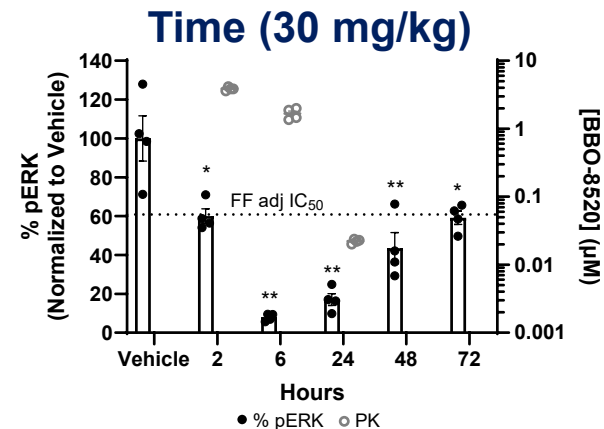 Time (30 mg/kg)
% pERK
(Normalized to Vehicle)
140
120
100
80
60
40
20
0
*
**
**
**
*
FF adj IC50
10
1
0.1
0.01
0.001
[BBO-8520] (µM)
Vehicle 2 6 24 48 72
Hours
● % pERK ○ PK